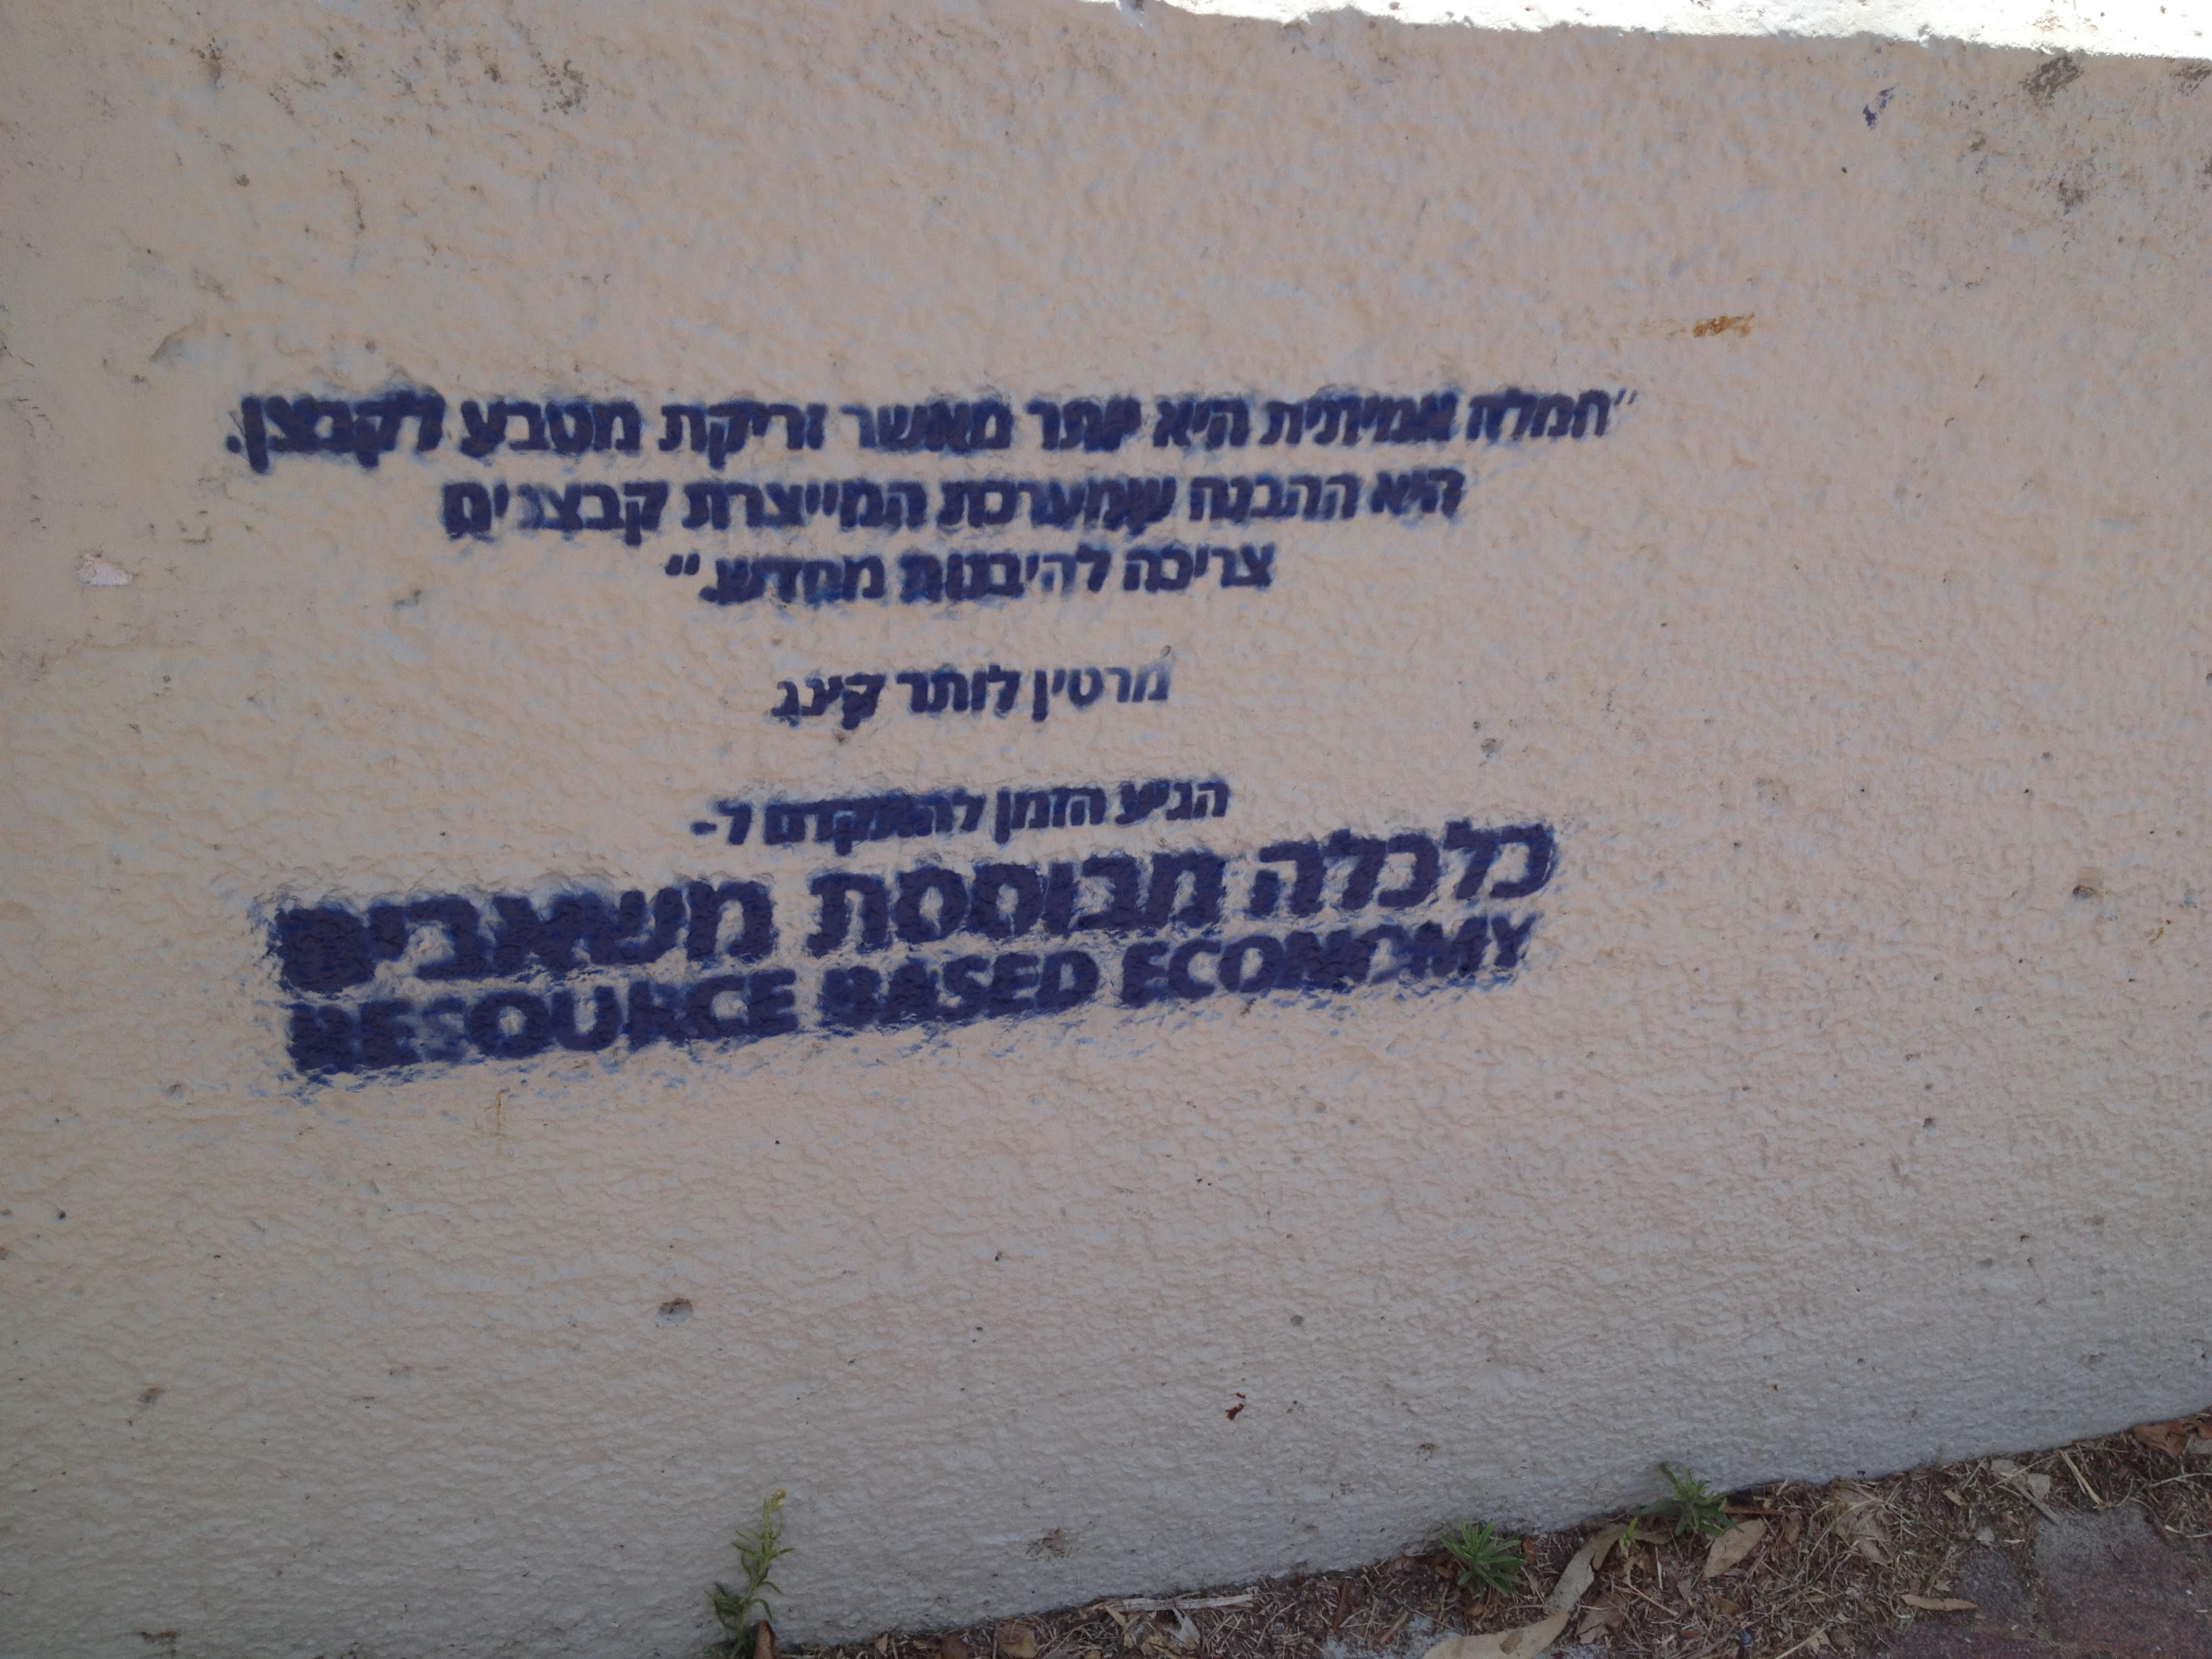 "חמלה אמיתית היא יותר מאשר זריקת מטבע לקבצן.
היא ההבנה שמערכת המייצרת קבצנים
צריכה להיבנות מחדש."
מרטין לותר קינג
הגיע הזמן להתקדם ל-
כלכלה מבוססת משאבים
RESOURCE BASED ECONOMY